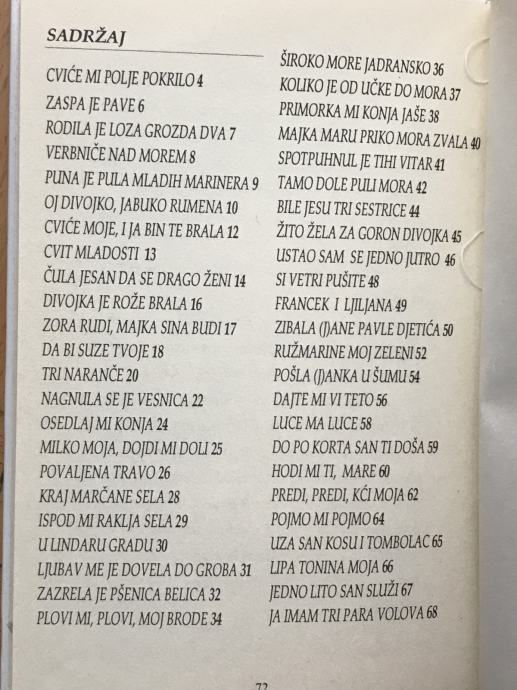 SADRŽAJ
CVIĆE MI POLJE POKRILO 4
ZASPA JE PAVE 6
RODILA JE LOZA GROZDA DVA 7
VERBNIČE NAD MOREM 8
PUNA JE PULA MLADIH MARINERA 9
OJ DIVOJKO, JABUKO RUMENA 10
CVIĆE MOJE, I JA BIN TE BRALA 12
CVIT MLADOSTI 13
ČULA JESAN DA SE DRAGO ŽENI 14
DIVOJKA JE ROŽE BRALA 16
ZORA RUDI, MAJKA SINA BUDI 17
DA BI SUZE TVOJE 18
TRI NARANČE 20
NAGNULA SE JE VESNICA 22
OSEDLAJ MI KONJA 24
MILKO MOJA, DOJDI MI DOLI 25
POVALJENA TRAVO 26
KRAJ MARČANE SELA 28
ISPOD MI RAKLJA SELA 29
U LINDARU GRADU 30
LJUBAV ME JE DOVELA DO GROBA 31
ZAZRELA JE PŠENICA BELICA 32
PLOVI MI, PLOVI, MOJ BRODE 34
ŠIROKO MORE JADRANSKO 36
KOLIKO JE OD UČKE DO MORA 37
PRIMORKA MI KONJA JAŠE 38
MAJKA MARU PRIKO MORA ZVALA 40
SPOTPUHNUL JE TIHI VITAR 41
TAMO DOLE PULI MORA 42
BILE JESU TRI SESTRICE 44
ŽITO ŽELA ZA GORON DIVOJKA 45
USTAO SAM SE JEDNO JUTRO 46
SI VETRI PUŠITE 48
FRANCEK I LJILJANA 49
ZIBALA (J)ANE PAVLE DJETIĆA 50
RUŽMARINE MOJ ZELENI 52
POŠLA (J)ANKA U ŠUMU 54
DAJTE MI VI TETO 56
LUCE MA LUCE 58
DO PO KORTA SAN TI DOŠA 59
HODI MI TI, MARE 60
PREDI, PREDI, KĆI MOJA 62
POJMO MI POJMO 64
UZA SAN KOSU I TOMBOLAC 65
LIPA TONINA MOJA 66
JEDNO LITO SAN SLUŽI 67
JA IMAM TRI PARA VOLOVA 68
72